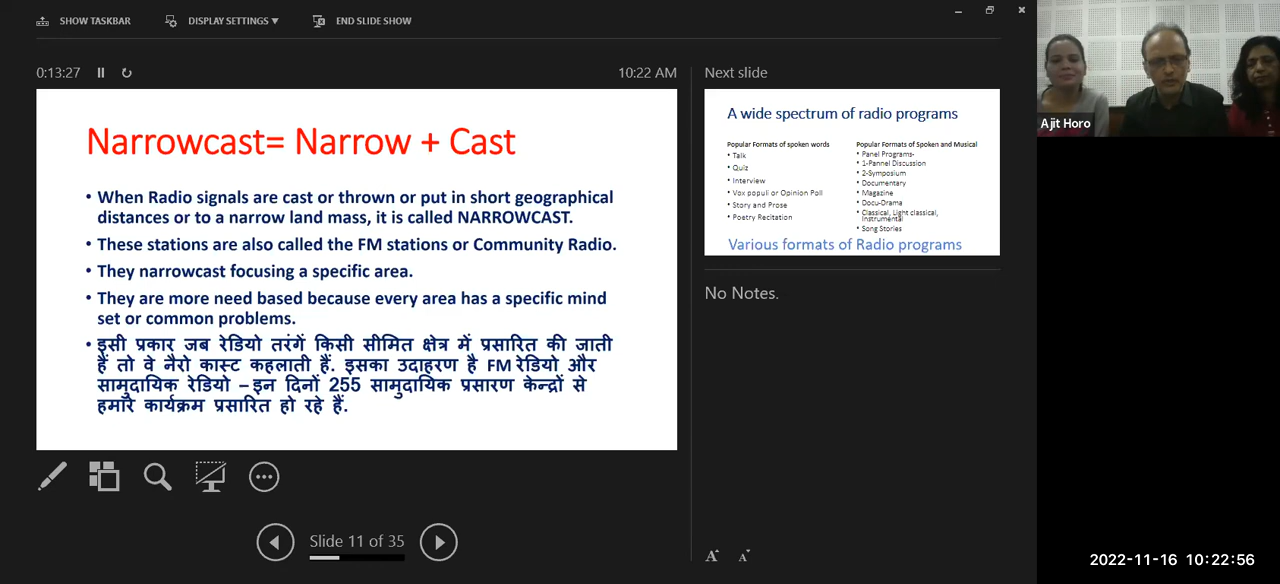 SHOW TASKBAR
DISPLAY SETTINGS ▼
END SLIDE SHOW
0:13:27
10:22 AM
Next slide
Narrowcast= Narrow + Cast
• When Radio signals are cast or thrown or put in short geographical
distances or to a narrow land mass, it is called NARROWCAST.
• These stations are also called the FM stations or Community Radio.
• They narrowcast focusing a specific area.
• They are more need based because every area has a specific mind
set or common problems.
• इसी प्रकार जब रेडियो तरंगें किसी सीमित क्षेत्र में प्रसारित की जाती
हैं तो वे नैरो कास्ट कहलाती हैं. इसका उदाहरण है FM रेडियो और
सामुदायिक रेडियो – इन दिनों 255 सामुदायिक प्रसारण केन्द्रों से
हमारे कार्यक्रम प्रसारित हो रहे हैं.
Slide 11 of 35
A wide spectrum of radio programs
Popular Formats of spoken words
• Talk
• Quiz
• Interview
• Vox populi or Opinion Poll
• Story and Prose
• Poetry Recitation
Popular Formats of Spoken and Musical
• Panel Programs-
• 1-Pannel Discussion
• 2-Symposium
• Documentary
• Magazine
• Docu-Drama
• Classical, Light classical,
Instrumental
• Song Stories
Various formats of Radio programs
No Notes.
A A
Ajit Horo
2022-11-16 10:22:56